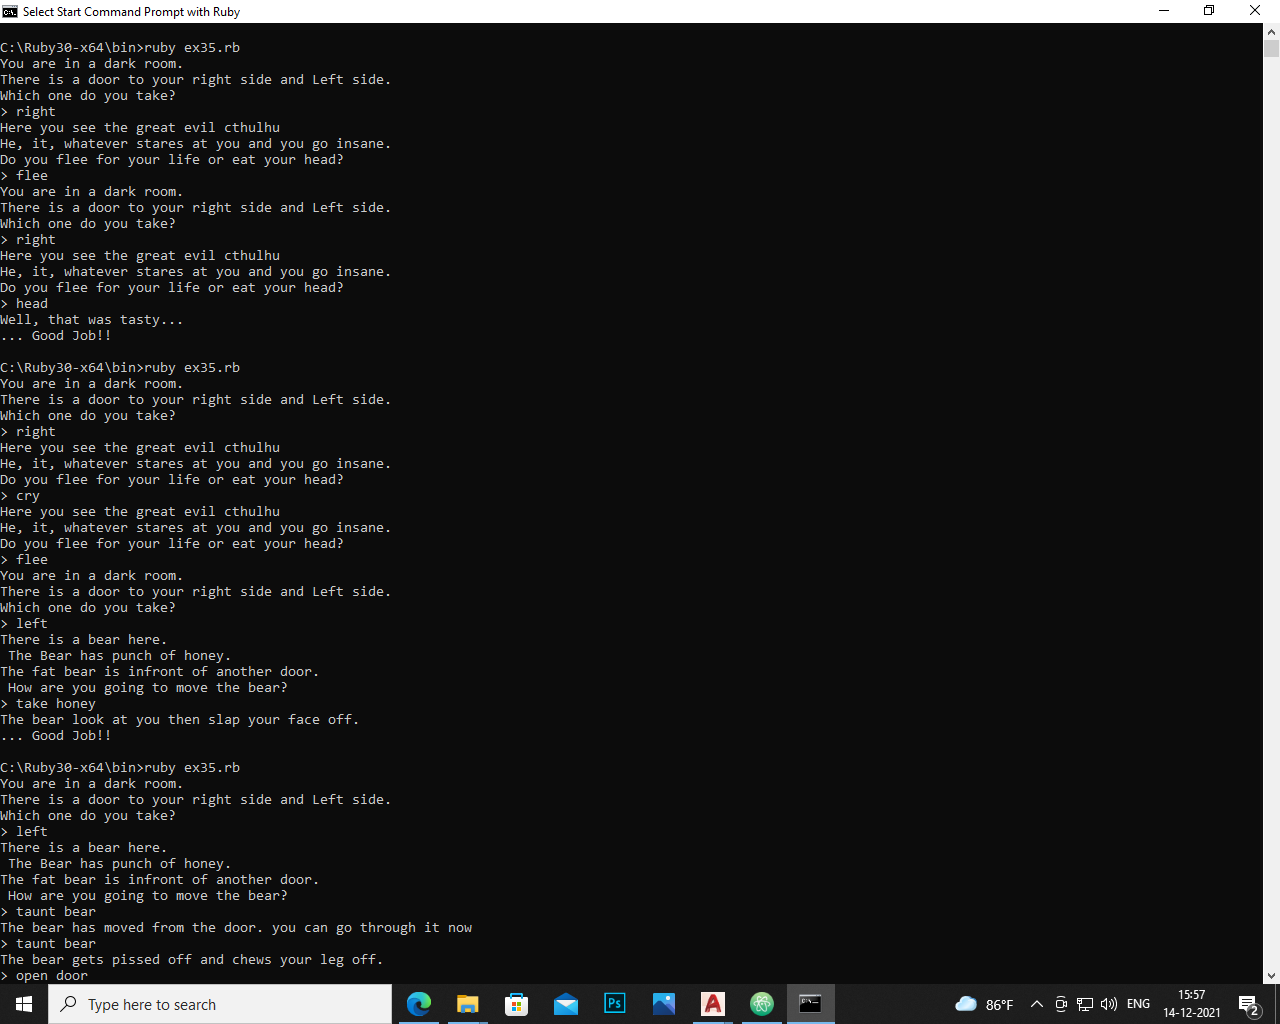 Select Start Command Prompt with Ruby
C:\Ruby30-x64\bin>ruby ex35.rb
You are in a dark room.
There is a door to your right side and Left side.
Which one do you take?
> right
Here you see the great evil cthulhu
He, it, whatever stares at you and you go insane.
Do you flee for your life or eat your head?
> flee
You are in a dark room.
There is a door to your right side and Left side.
Which one do you take?
> right
Here you see the great evil cthulhu
He, it, whatever stares at you and you go insane.
Do you flee for your life or eat your head?
> head
Well, that was tasty...
... Good Job!!
C:\Ruby30-x64\bin>ruby ex35.rb
You are in a dark room.
There is a door to your right side and Left side.
Which one do you take?
> right
Here you see the great evil cthulhu
He, it, whatever stares at you and you go insane.
Do you flee for your life or eat your head?
> cry
Here you see the great evil cthulhu
He, it, whatever stares at you and you go insane.
Do you flee for your life or eat your head?
> flee
You are in a dark room.
There is a door to your right side and Left side.
Which one do you take?
> left
There is a bear here.
 The Bear has punch of honey.
The fat bear is infront of another door.
 How are you going to move the bear?
> take honey
The bear look at you then slap your face off.
... Good Job!!
C:\Ruby30-x64\bin>ruby ex35.rb
You are in a dark room.
There is a door to your right side and Left side.
Which one do you take?
> left
There is a bear here.
 The Bear has punch of honey.
The fat bear is infront of another door.
 How are you going to move the bear?
> taunt bear
The bear has moved from the door. you can go through it now
> taunt bear
The bear gets pissed off and chews your leg off.
> open door
Type here to search
Ps
A
86°F
ENG
15:57
14-12-2021
2